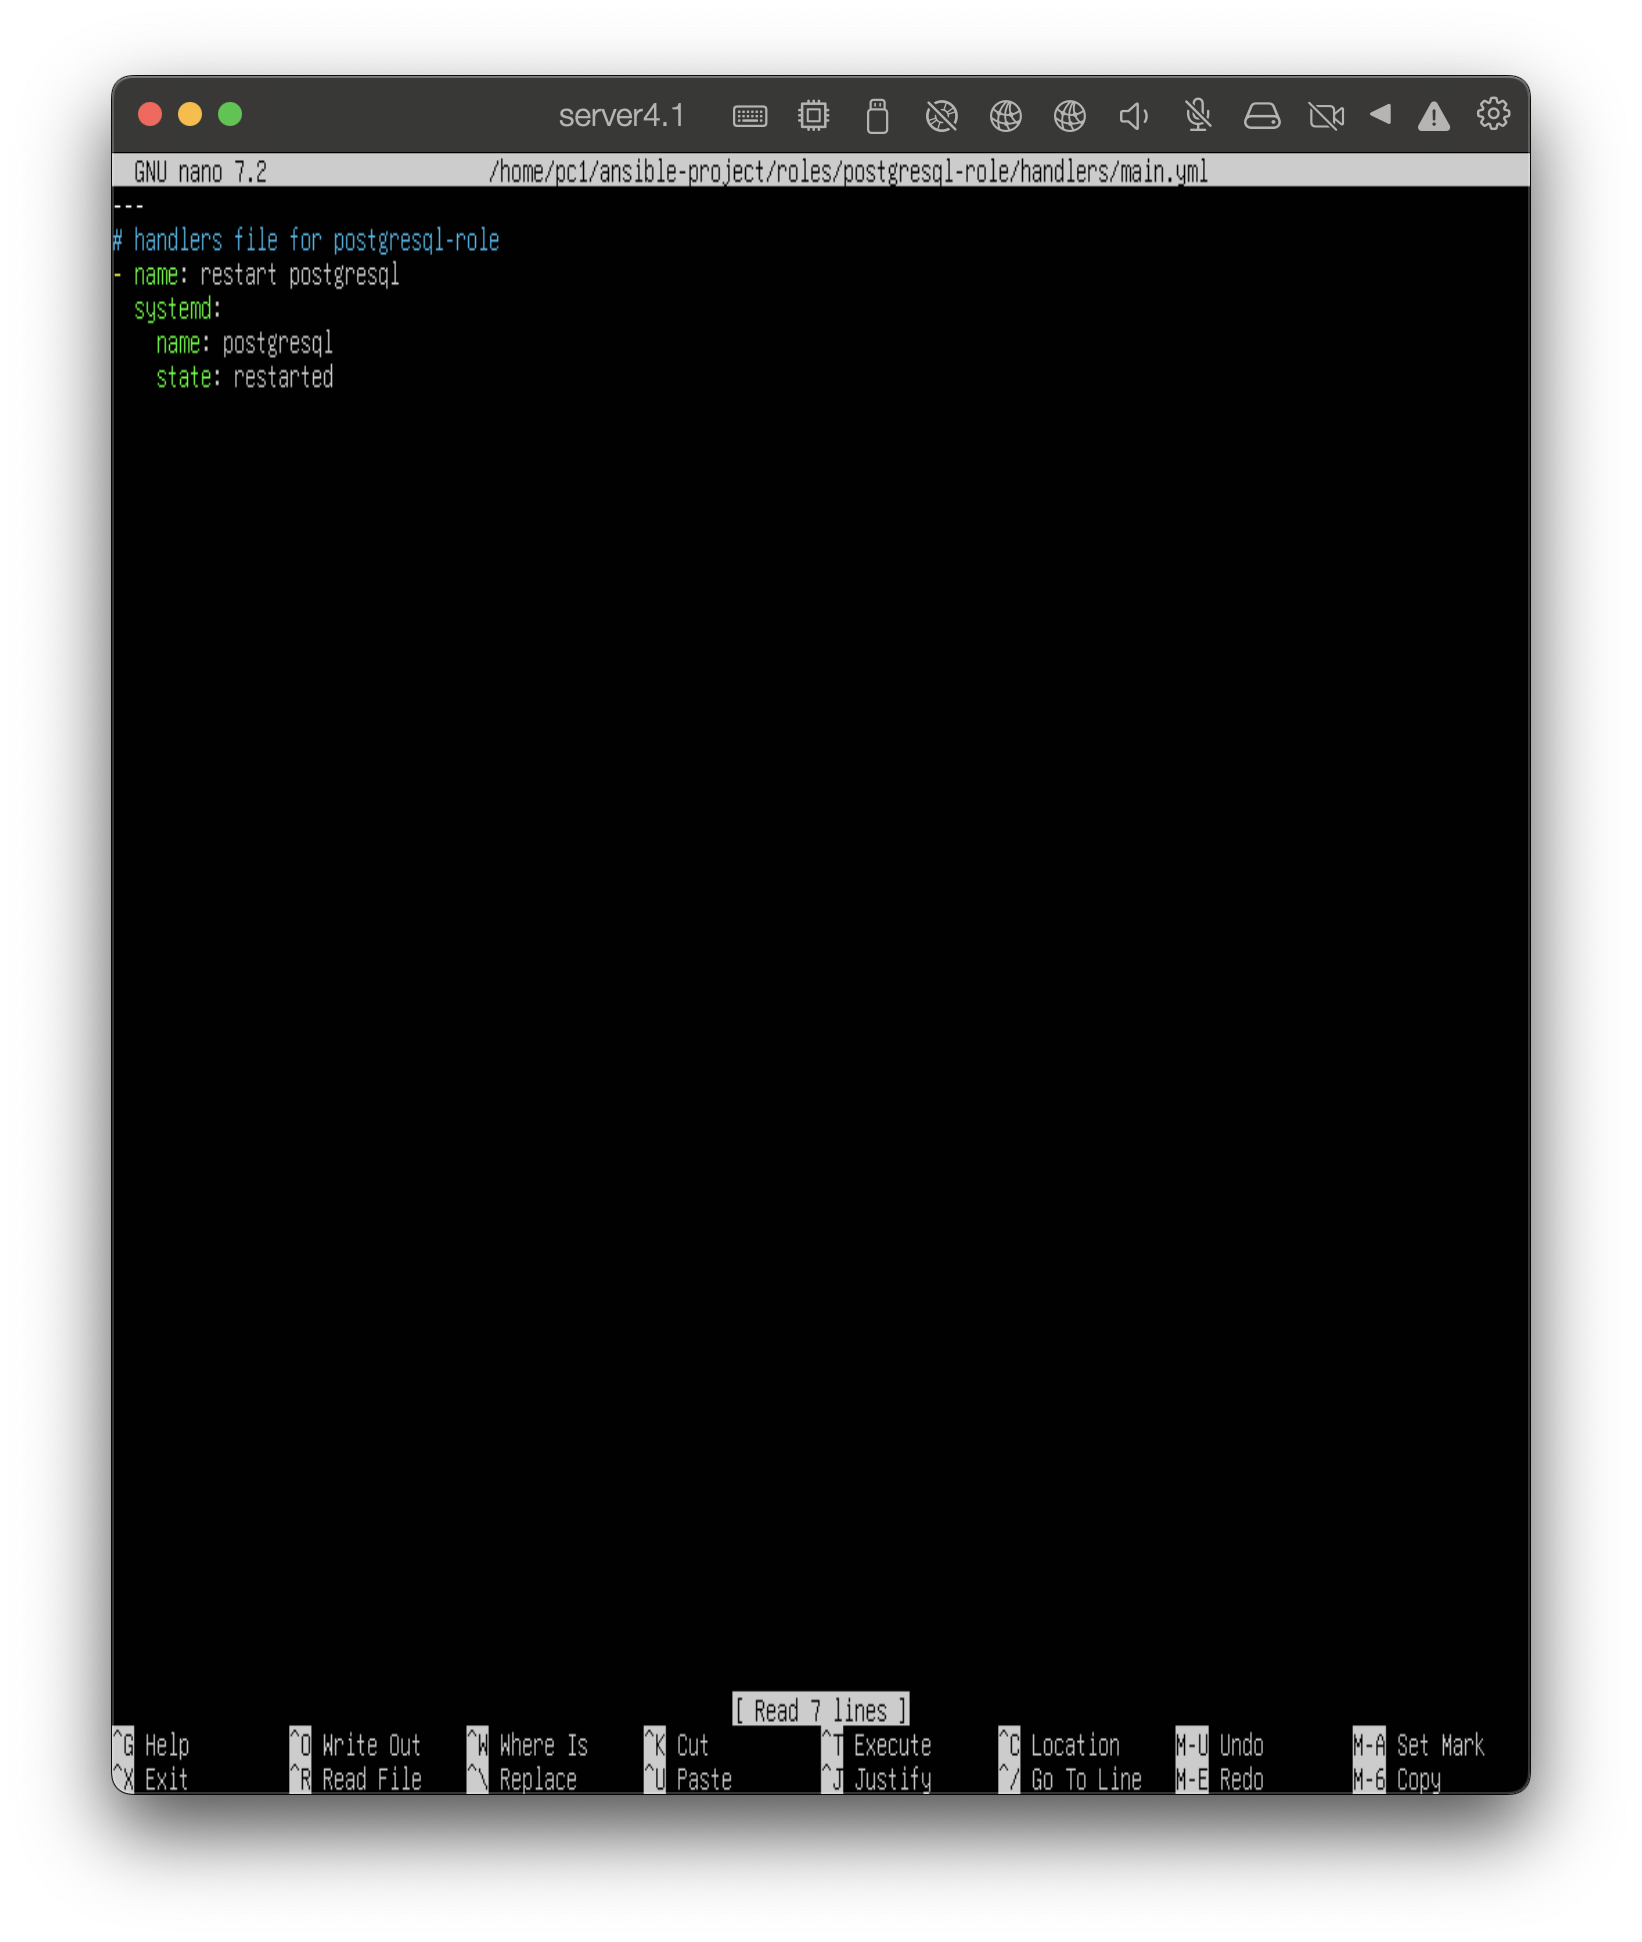 server4.1
GNU nano 7.2 /home/pc1/ansible-project/roles/postgresql-role/handlers/main.yml
---
# handlers file for postgresql-role
- name: restart postgresql
  systemd:
    name: postgresql
    state: restarted
[ Read 7 lines ]
^G Help ^O Write Out ^W Where Is ^K Cut ^T Execute ^C Location M-U Undo M-A Set Mark
^X Exit ^R Read File ^\ Replace ^U Paste ^J Justify ^/ Go To Line M-E Redo M-6 Copy